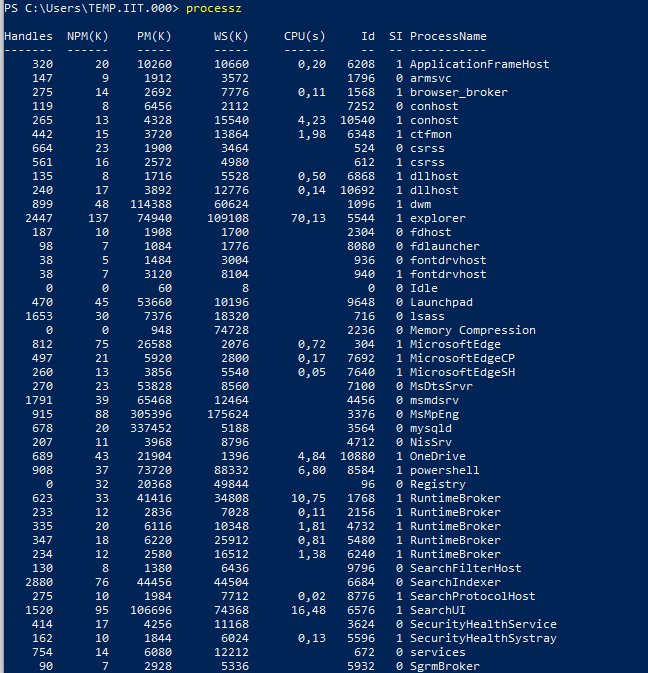 PS C:\Users\TEMP.IIT.000> processz
Handles NPM(K) PM(K) WS(K) CPU(s) Id SI ProcessName
------- ------ ----- ----- ------ -- -- -----------
320 20 10260 10660 0,20 6208 1 ApplicationFrameHost
147 9 1912 3572 1796 0 armsvc
275 14 2692 7776 0,11 1568 1 browser_broker
119 8 6456 2112 7252 0 conhost
265 13 4328 15540 4,23 10540 1 conhost
442 15 3720 13864 1,98 6348 1 ctfmon
664 23 1900 3464 524 0 csrss
561 16 2572 4980 612 1 csrss
135 8 1716 5528 0,50 6868 1 dllhost
240 17 3892 12776 0,14 10692 1 dllhost
899 48 114388 60624 1096 1 dwm
2447 137 74940 109108 70,13 5544 1 explorer
187 10 1908 1700 2304 0 fdhost
98 7 1084 1776 8080 0 fdlauncher
38 5 1484 3004 936 0 fontdrvhost
38 7 3120 8104 940 1 fontdrvhost
0 0 60 8 0 0 Idle
470 45 53660 10196 9648 0 Launchpad
1653 30 7376 18320 716 0 lsass
0 0 948 74728 2236 0 Memory Compression
812 75 26588 2076 0,72 304 1 MicrosoftEdge
497 21 5920 2800 0,17 7692 1 MicrosoftEdgeCP
260 13 3856 5540 0,05 7640 1 MicrosoftEdgeSH
270 23 53828 8560 7100 0 MsDtsSrvr
1791 39 65468 12464 4456 0 msmdsrv
915 88 305396 175624 3376 0 MsMpEng
678 20 337452 5188 3564 0 mysqld
207 11 3968 8796 4712 0 NisSrv
689 43 21904 1396 4,84 10880 1 OneDrive
908 37 73720 88332 6,80 8584 1 powershell
0 32 20368 49844 96 0 Registry
623 33 41416 34808 10,75 1768 1 RuntimeBroker
233 12 2836 7028 0,11 2156 1 RuntimeBroker
335 20 6116 10348 1,81 4732 1 RuntimeBroker
347 18 6220 25912 0,81 5480 1 RuntimeBroker
234 12 2580 16512 1,38 6240 1 RuntimeBroker
130 8 1380 6436 9796 0 SearchFilterHost
2880 76 44456 44504 6684 0 SearchIndexer
275 10 1984 7712 0,02 8776 1 SearchProtocolHost
1520 95 106696 74368 16,48 6576 1 SearchUI
414 17 4256 11168 3624 0 SecurityHealthService
162 10 1844 6024 0,13 5596 1 SecurityHealthSystray
754 14 6080 12212 672 0 services
90 7 2928 5336 5932 0 SgrmBroker